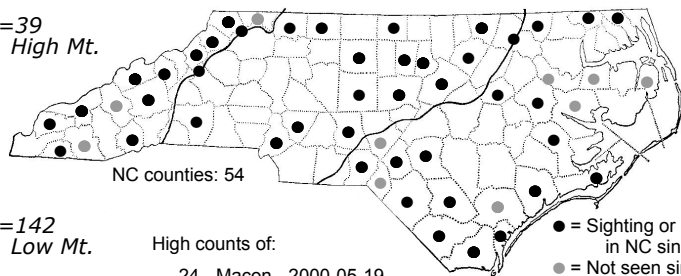 =39
High Mt.
NC counties: 54
=142
Low Mt.
High counts of:
24 - Macon - 2000-05-19
= Sighting or
in NC sin
= Not seen si